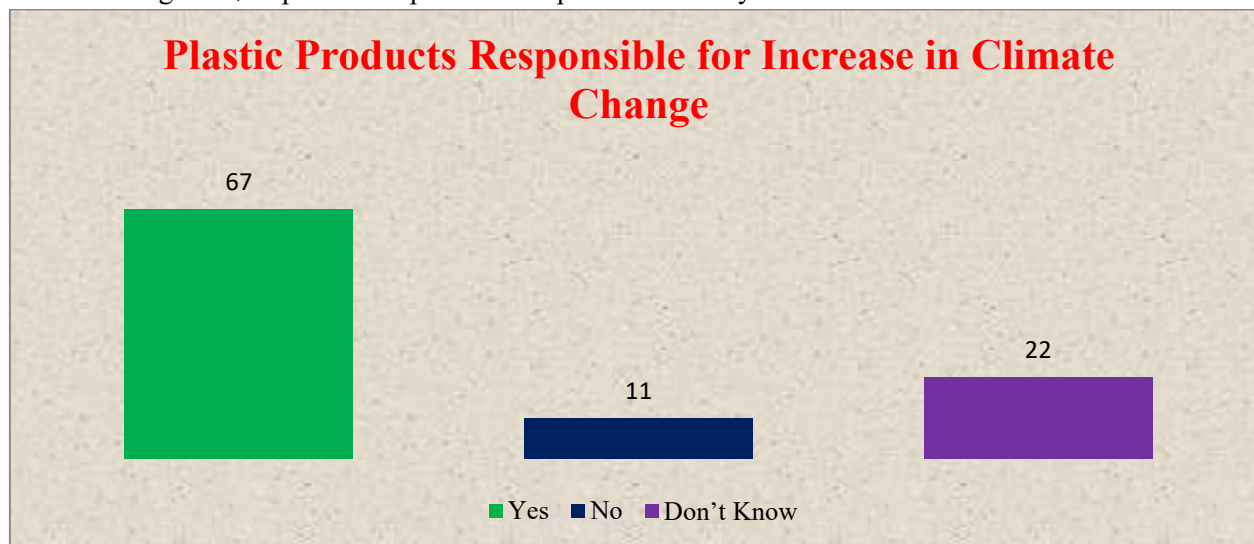 Plastic Products Responsible for Increase in Climate
Change
67
11
22
Yes No Don’t Know